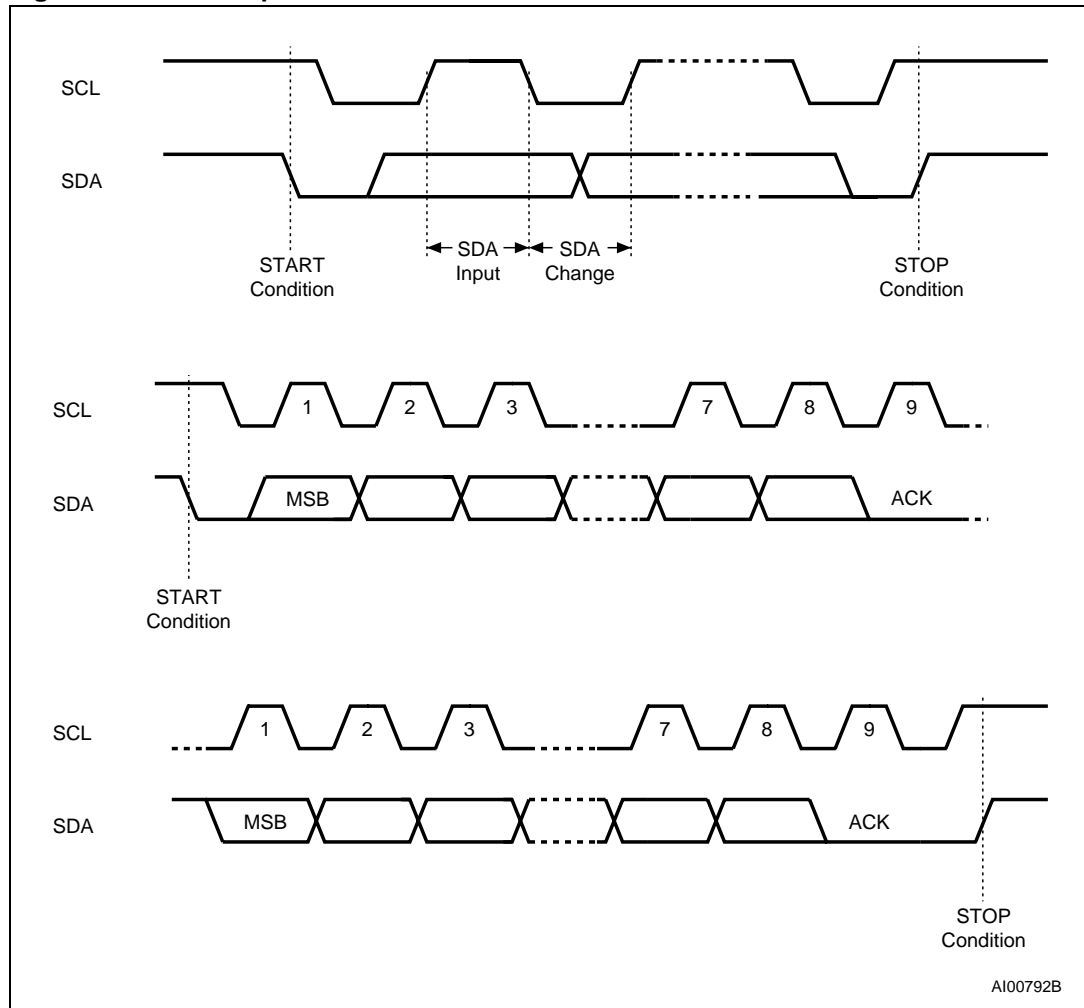 SCL
SDA
START
Condition
SDA
Input
SDA
Change
STOP
Condition
SCL
1
2
3
7
8
9
SDA
MSB
ACK
START
Condition
SCL
1
2
3
7
8
9
SDA
MSB
ACK
STOP
Condition
AI00792B